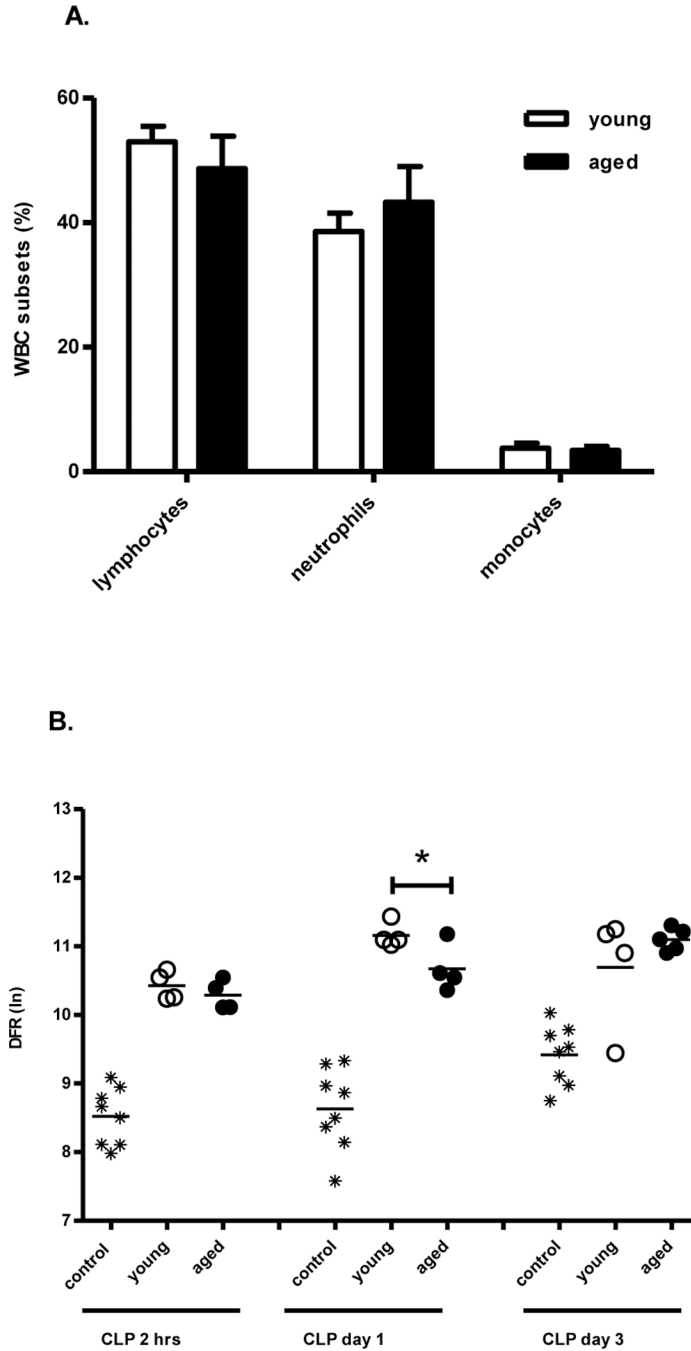 A.
60
40
20
0
WBC subsets (%)
young
aged
lymphocytes
neutrophils
monocytes
B.
13
12
11
10
9
8
7
DFR (ln)
*
control
young
aged
control
young
aged
control
young
aged
CLP 2 hrs
CLP day 1
CLP day 3